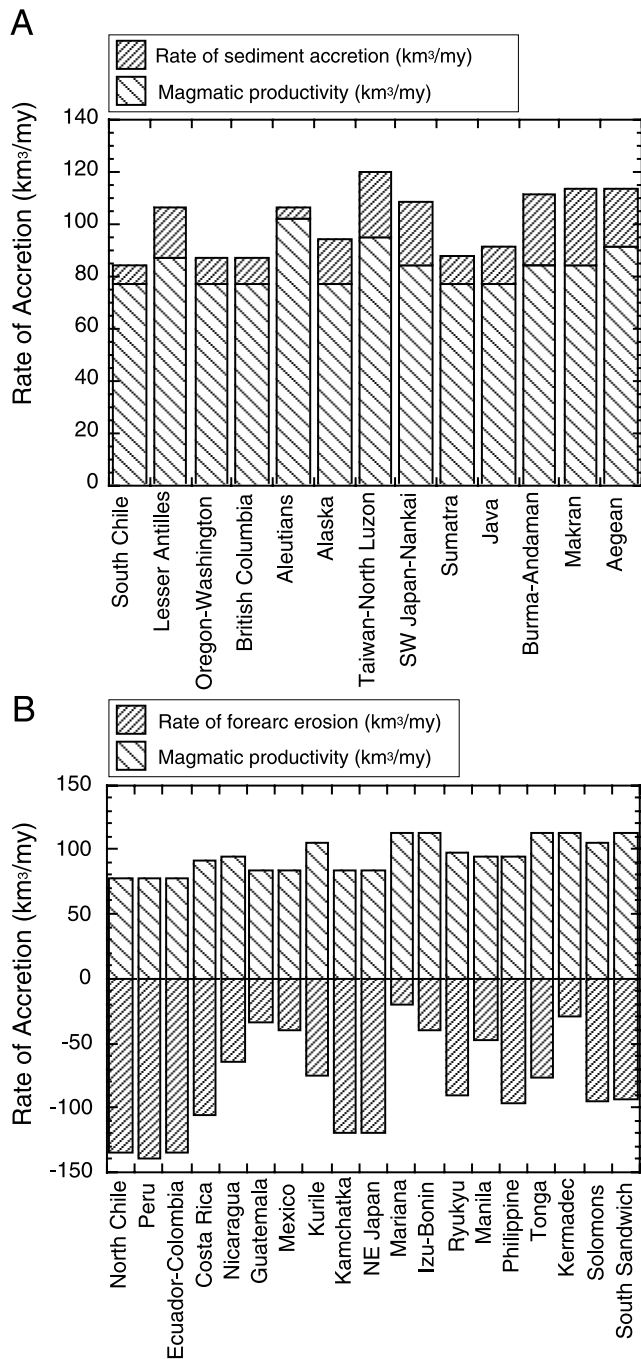 A
Rate of sediment accretion (km³/my)
Magmatic productivity (km³/my)
Rate of Accretion (km³/my)
140
120
100
80
60
40
20
0
South Chile
Lesser Antilles
Oregon-Washington
British Columbia
Aleutians
Alaska
Taiwan-North Luzon
SW Japan-Nankai
Sumatra
Java
Burma-Andaman
Makran
Aegean
B
Rate of forearc erosion (km³/my)
Magmatic productivity (km³/my)
Rate of Accretion (km³/my)
150
100
50
0
-50
-100
-150
North Chile
Peru
Ecuador-Colombia
Costa Rica
Nicaragua
Guatemala
Mexico
Kurile
Kamchatka
NE Japan
Mariana
Izu-Bonin
Ryukyu
Manila
Philippine
Tonga
Kermadec
Solomons
South Sandwich